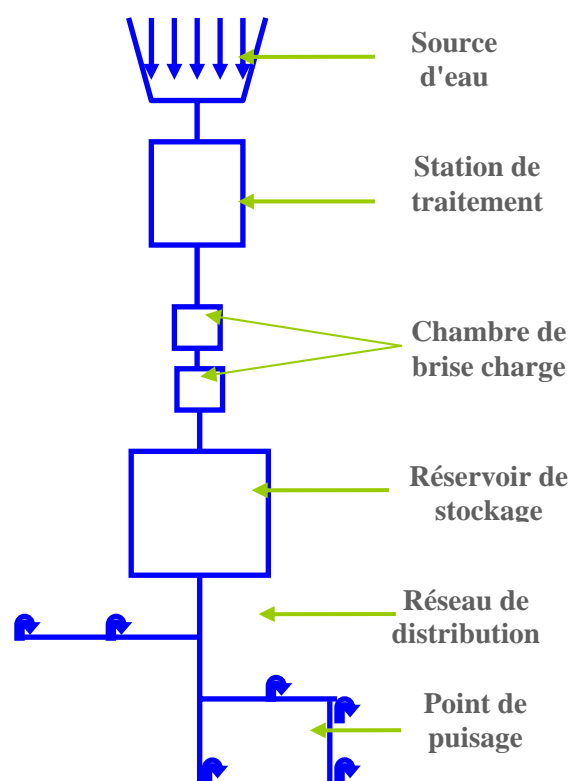 Source
d'eau
Station de
traitement
Chambre de
brise charge
Réservoir de
stockage
Réseau de
distribution
Point de
puisage